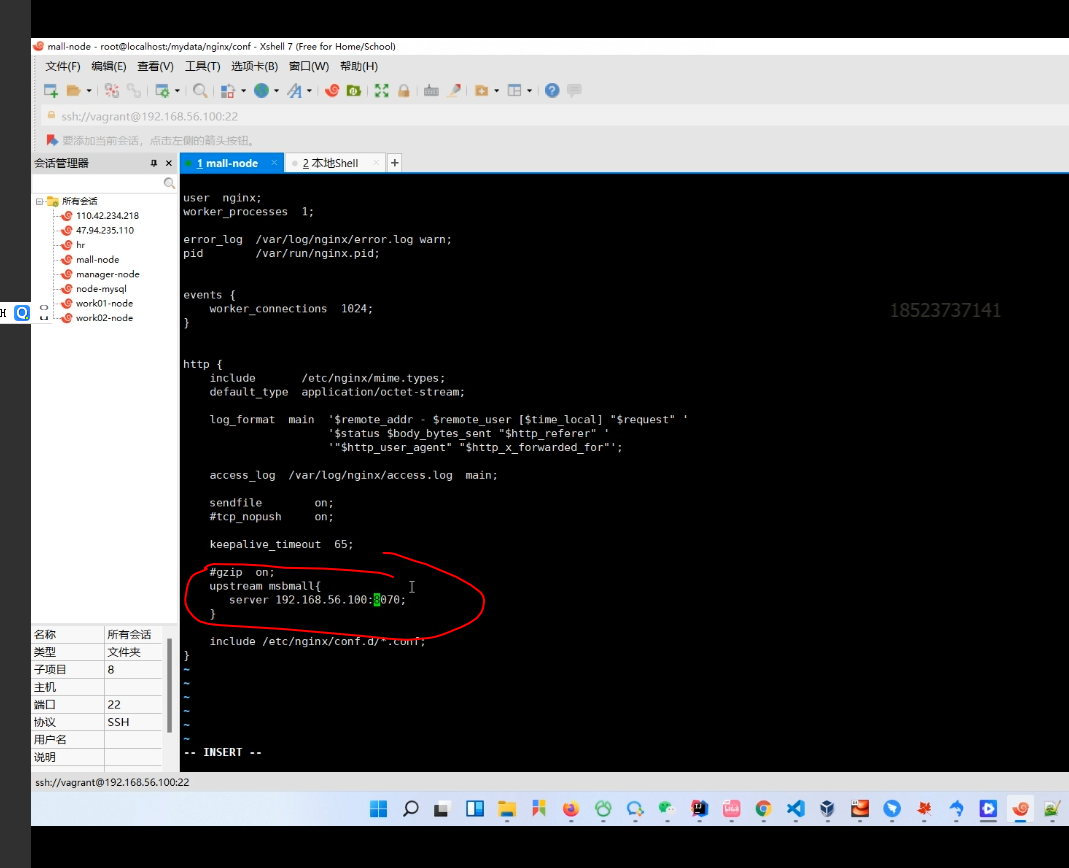 mall-node - root@localhost:/mydata/nginx/conf - Xshell 7 (Free for Home/School)
文件(F) 编辑(E) 查看(V) 工具(T) 选项卡(B) 窗口(W) 帮助(H)
ssh://vagrant@192.168.56.100:22
要添加当前会话，点击左侧的箭头按钮。
会话管理器
1 mall-node
2 本地Shell
所有会话
110.42.234.218
47.94.235.110
hr
mall-node
manager-node
node-mysql
work01-node
work02-node
user  nginx;
worker_processes  1;
error_log  /var/log/nginx/error.log warn;
pid        /var/run/nginx.pid;
events {
    worker_connections  1024;
}
18523737141
http {
    include       /etc/nginx/mime.types;
    default_type  application/octet-stream;
    log_format  main  '$remote_addr - $remote_user [$time_local] "$request" '
                      '$status $body_bytes_sent "$http_referer" '
                      '"$http_user_agent" "$http_x_forwarded_for"';
    access_log  /var/log/nginx/access.log  main;
    sendfile        on;
    #tcp_nopush     on;
    keepalive_timeout  65;
    #gzip  on;
    upstream msbmall{
       server 192.168.56.100:8070;
    }
    include /etc/nginx/conf.d/*.conf;
}
~
~
~
~
~
~
-- INSERT --
名称 所有会话
类型 文件夹
子项目 8
主机
端口 22
协议 SSH
用户名
说明
ssh://vagrant@192.168.56.100:22